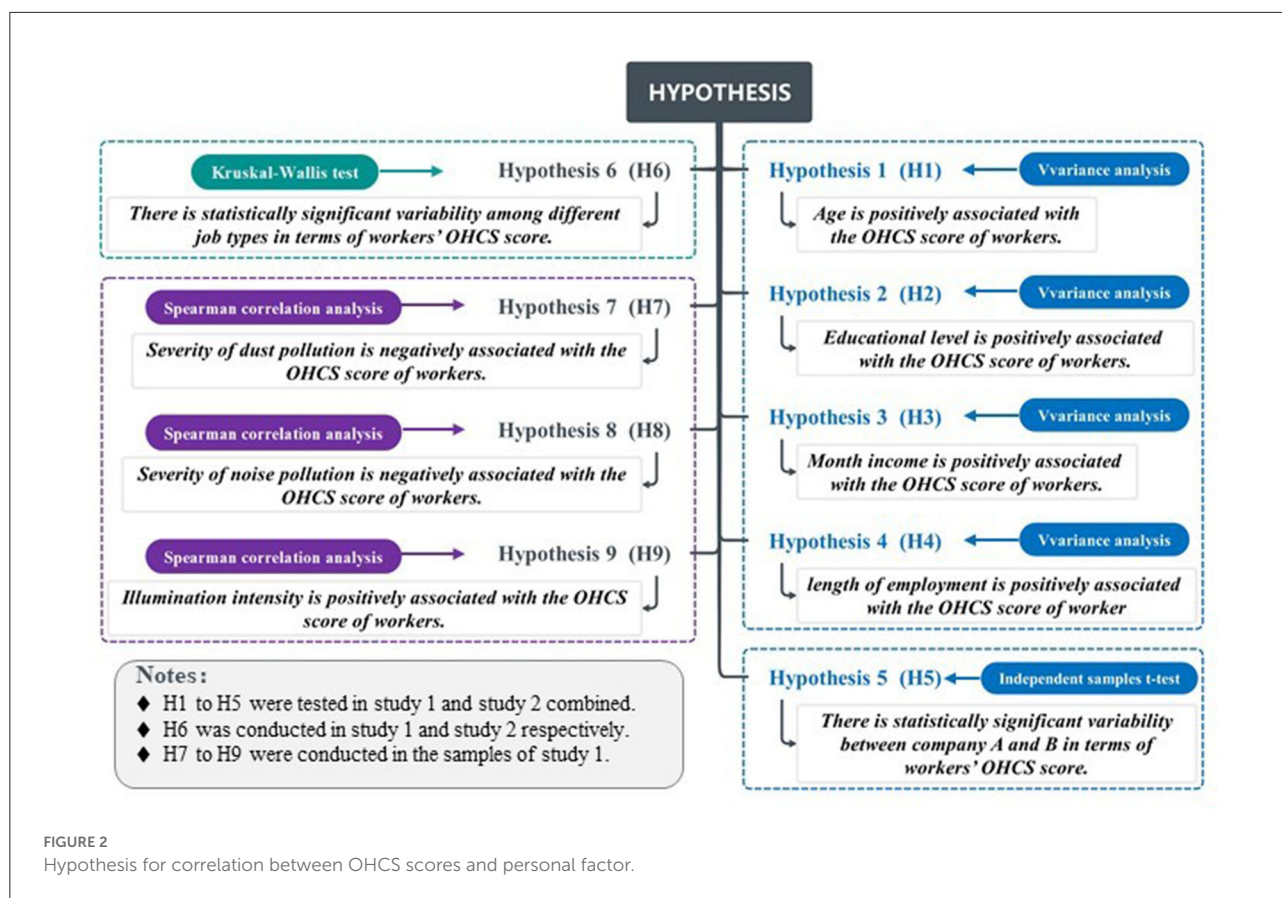 HYPOTHESIS
Kruskal-Wallis test
Hypothesis 6 (H6)
There is statistically significant variability among different
job types in terms of workers' OHCS score.
Spearman correlation analysis
Hypothesis 7 (H7)
Severity of dust pollution is negatively associated with the
OHCS score of workers.
Spearman correlation analysis
Hypothesis 8 (H8)
Severity of noise pollution is negatively associated with the
OHCS score of workers.
Spearman correlation analysis
Hypothesis 9 (H9)
Illumination intensity is positively associated with the OHCS
score of workers.
Notes:
♦ H1 to H5 were tested in study 1 and study 2 combined.
♦ H6 was conducted in study 1 and study 2 respectively.
♦ H7 to H9 were conducted in the samples of study 1.
Hypothesis 1 (H1)
Vvariance analysis
Age is positively associated with
the OHCS score of workers.
Hypothesis 2 (H2)
Vvariance analysis
Educational level is positively associated
with the OHCS score of workers.
Hypothesis 3 (H3)
Vvariance analysis
Month income is positively associated
with the OHCS score of workers.
Hypothesis 4 (H4)
Vvariance analysis
length of employment is positively associated
with the OHCS score of worker
Hypothesis 5 (H5)
Independent samples t-test
There is statistically significant variability
between company A and B in terms of
workers' OHCS score.
FIGURE 2
Hypothesis for correlation between OHCS scores and personal factor.